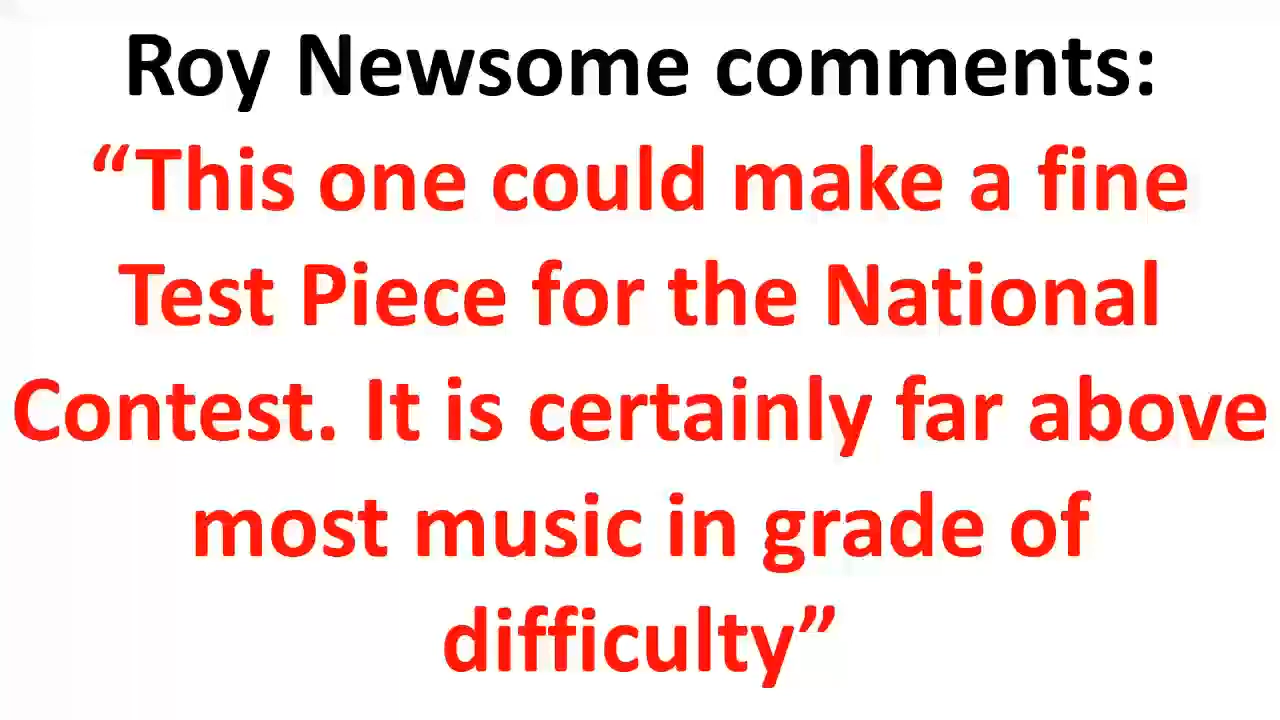 Roy Newsome comments:
“This one could make a fine
Test Piece for the National
Contest. It is certainly far above
most music in grade of
difficulty”